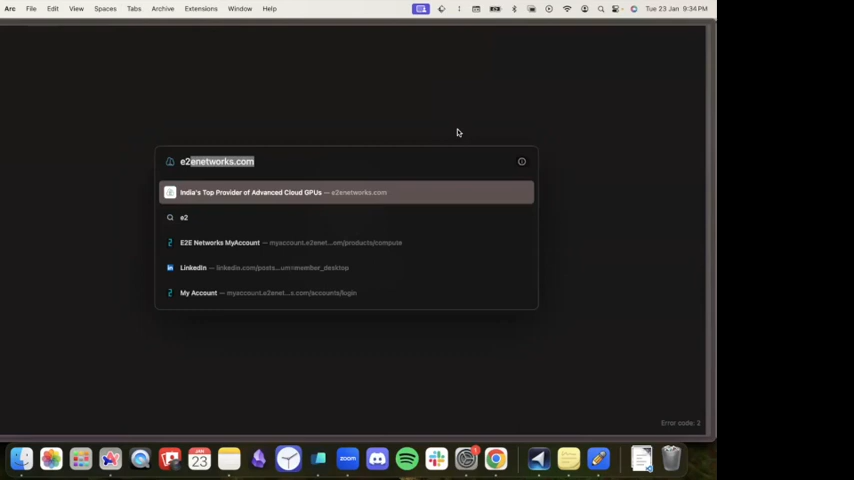 Arc File Edit View Spaces Tabs Archive Extensions Window Help Tue 23 Jan 9:34 PM
e2enetworks.com
India's Top Provider of Advanced Cloud GPUs — e2enetworks.com
e2
E2E Networks MyAccount — myaccount.e2enet...om/products/compute
LinkedIn — linkedin.com/posts...um=member_desktop
My Account — myaccount.e2enet...x.com/accounts/login
Error code: 2
JAN
23
zoom